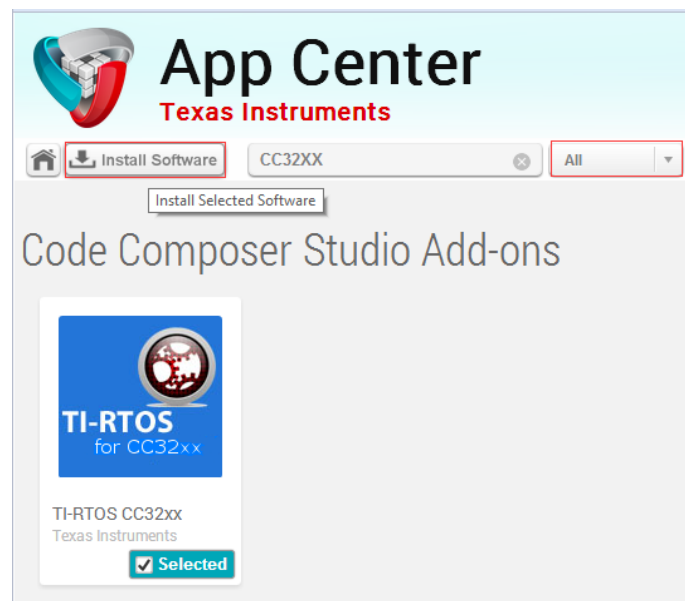 App Center
Texas Instruments
Install Software
CC32XX
All
Install Selected Software
Code Composer Studio Add-ons
TI-RTOS
for CC32xx
TI-RTOS CC32xx
Texas Instruments
Selected